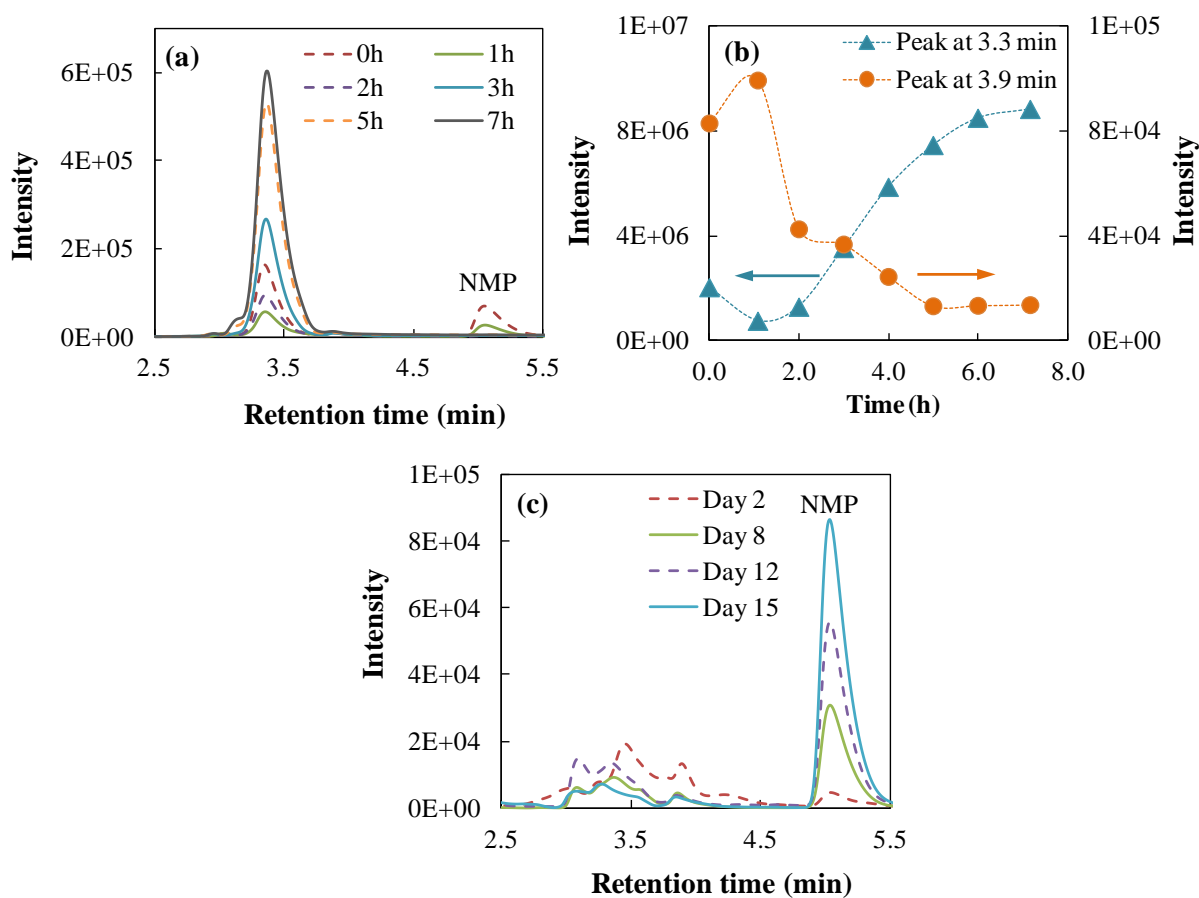 (a)
0h 1h
2h 3h
5h 7h
6E+05
4E+05
2E+05
0E+00
Intensity
NMP
2.5 3.5 4.5 5.5
Retention time (min)
(b)
Peak at 3.3 min
Peak at 3.9 min
1E+07
8E+06
4E+06
0E+00
Intensity
1E+05
8E+04
4E+04
0E+00
Intensity
0.0 2.0 4.0 6.0 8.0
Time (h)
(c)
Day 2
Day 8
Day 12
Day 15
NMP
1E+05
8E+04
6E+04
4E+04
2E+04
0E+00
Intensity
2.5 3.5 4.5 5.5
Retention time (min)